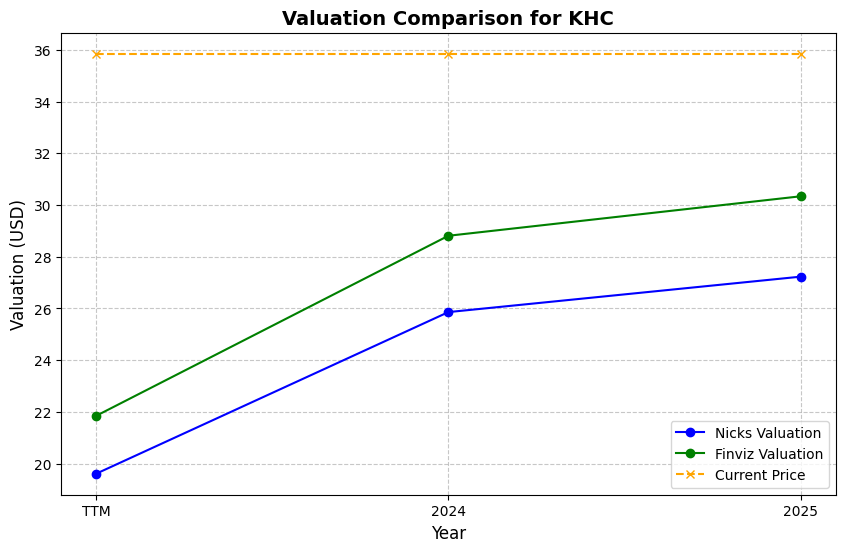 Valuation Comparison for KHC
Valuation (USD)
36
34
32
30
28
26
24
22
20
Nicks Valuation
Finviz Valuation
Current Price
TTM
2024
2025
Year